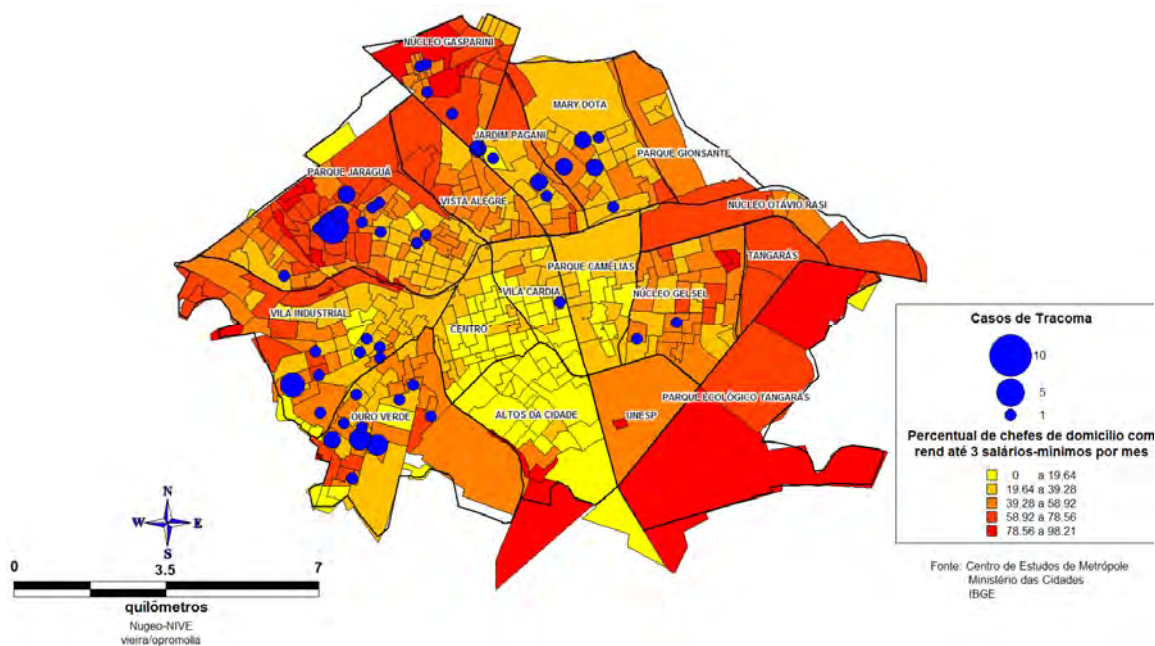 NÚCLEO GASPARINI
MARY DOTA
JARDIM PAGANI
PARQUE GIONSANTE
PARQUE JARAGUÁ
VISTA ALEGRE
NÚCLEO OTÁVIO RASI
TANGARÁS
PARQUE CAMÉLIAS
VILA CARDIA
NÚCLEO GELSEL
VILA INDUSTRIAL
CENTRO
PARQUE ECOLÓGICO TANGARÁS
ALTOS DA CIDADE
UNESP
OURO VERDE
Casos de Tracoma
10
5
1
Percentual de chefes de domicílio com
rend até 3 salários-mínimos por mes
0 a 19.64
19.64 a 39.28
39.28 a 58.92
58.92 a 78.56
78.56 a 98.21
Fonte: Centro de Estudos de Metrópole
Ministério das Cidades
IBGE
N
W E
S
0 3.5 7
quilômetros
Nugeo-NIVE
vieira/opromolla